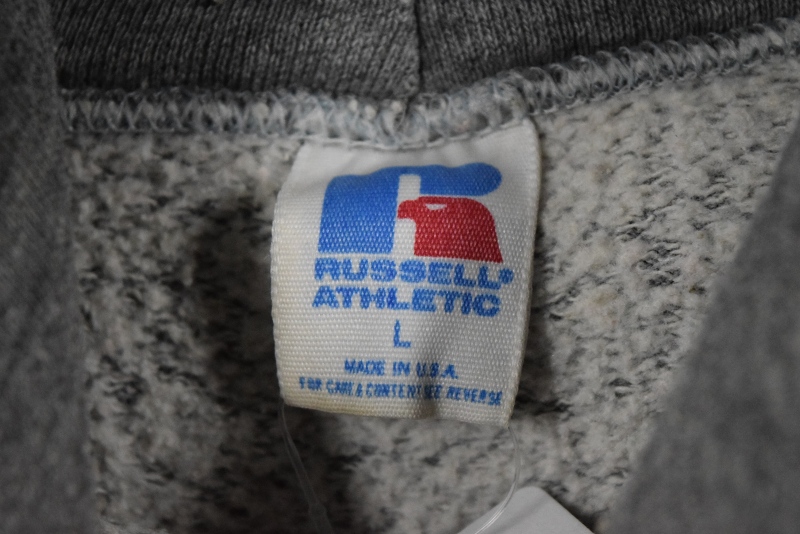 RUSSELL®
ATHLETIC
L
MADE IN U.S.A.
FOR CARE & CONTENT SEE REVERSE